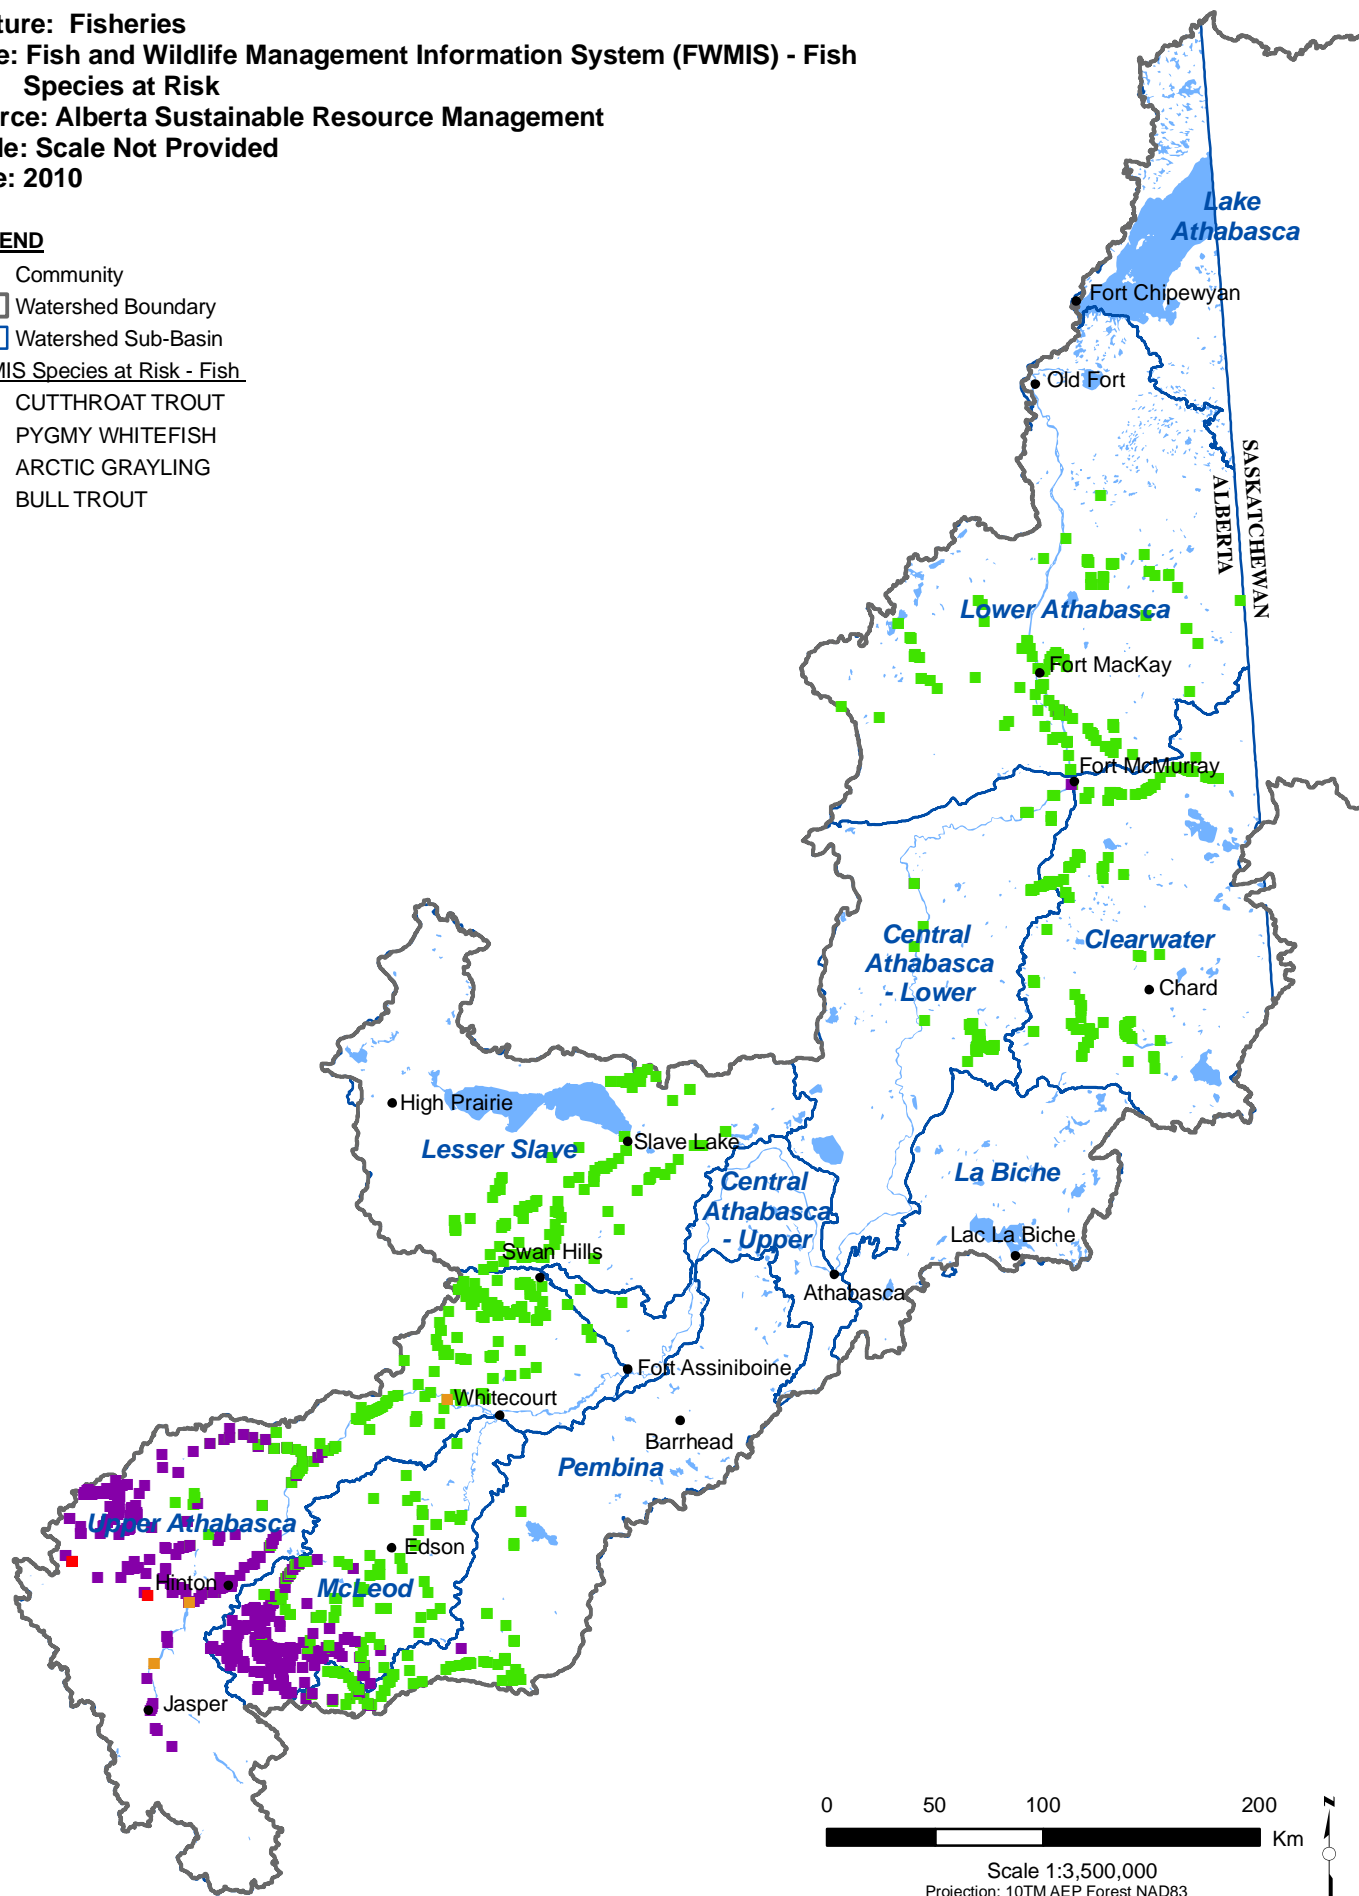 ture: Fisheries
e: Fish and Wildlife Management Information System (FWMIS) - Fish
Species at Risk
rce: Alberta Sustainable Resource Management
le: Scale Not Provided
e: 2010
END
Community
Watershed Boundary
Watershed Sub-Basin
MIS Species at Risk - Fish
CUTTHROAT TROUT
PYGMY WHITEFISH
ARCTIC GRAYLING
BULL TROUT
Lake
Athabasca
Fort Chipewyan
Old Fort
SASKATCHEWAN
ALBERTA
Lower Athabasca
Fort MacKay
Fort McMurray
Central
Athabasca
- Lower
Clearwater
Chard
High Prairie
Lesser Slave
Slave Lake
Central
Athabasca
- Upper
La Biche
Lac La Biche
Swan Hills
Athabasca
Fort Assiniboine
Whitecourt
Barrhead
Pembina
Upper Athabasca
Edson
Hinton
McLeod
Jasper
0 50 100 200
Km
Scale 1:3,500,000
Projection: 10TM AEP Forest NAD83
N